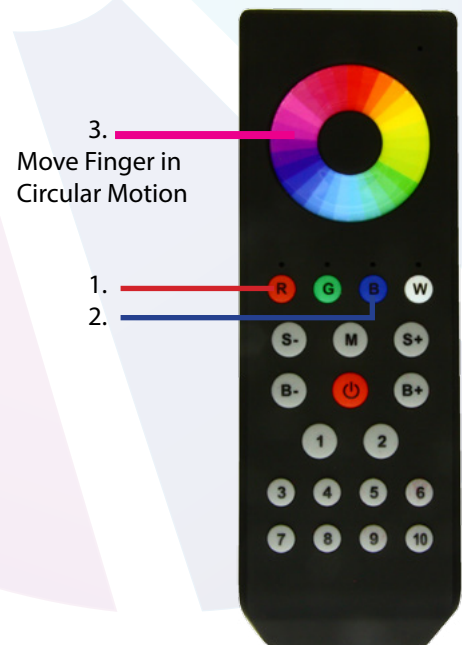 3.
Move Finger in
Circular Motion
1.
2.
R G B W
S- M S+
B- B+
1 2
3 4 5 6
7 8 9 10